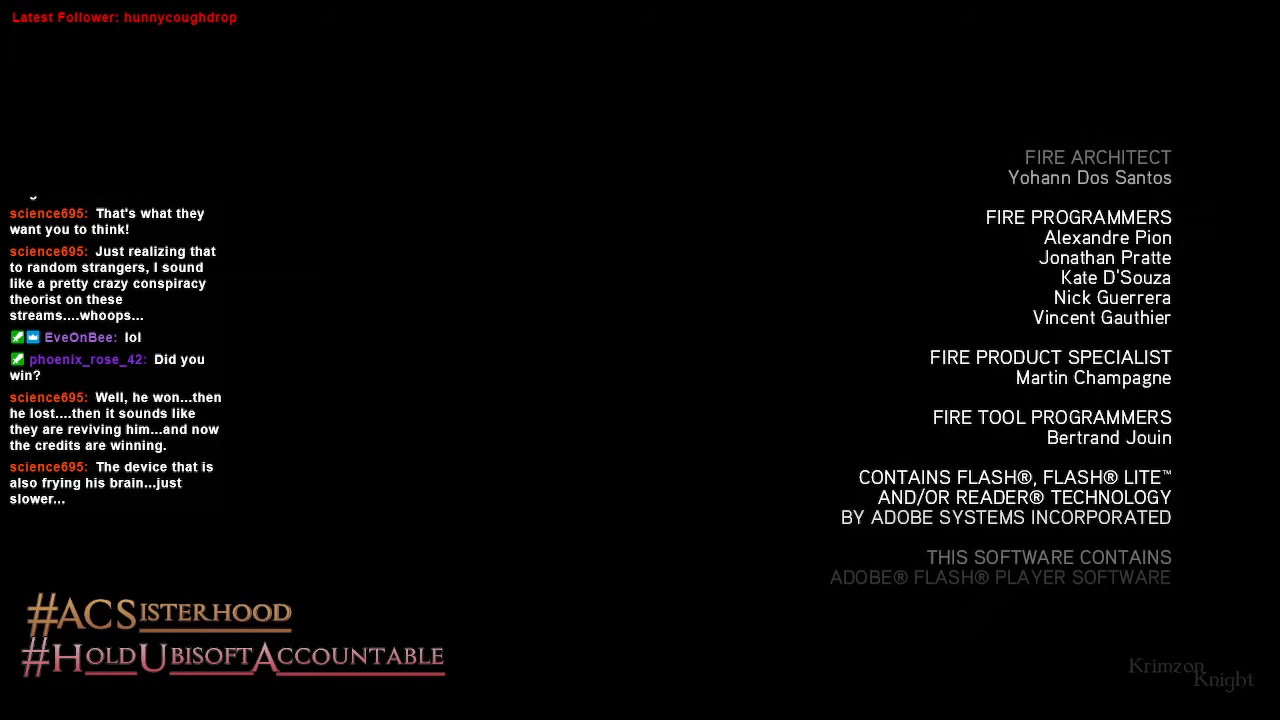 Latest Follower: hunnycoughdrop
science695: That's what they
want you to think!
science695: Just realizing that
to random strangers, I sound
like a pretty crazy conspiracy
theorist on these
streams....whoops...
EveOnBee: lol
phoenix_rose_42: Did you
win?
science695: Well, he won...then
he lost....then it sounds like
they are reviving him...and now
the credits are winning.
science695: The device that is
also frying his brain...just
slower...
#ACSisterhood
#HoldUbisoftAccountable
FIRE ARCHITECT
Yohann Dos Santos
FIRE PROGRAMMERS
Alexandre Pion
Jonathan Pratte
Kate D'Souza
Nick Guerrera
Vincent Gauthier
FIRE PRODUCT SPECIALIST
Martin Champagne
FIRE TOOL PROGRAMMERS
Bertrand Jouin
CONTAINS FLASH®, FLASH® LITE™
AND/OR READER® TECHNOLOGY
BY ADOBE SYSTEMS INCORPORATED
THIS SOFTWARE CONTAINS
ADOBE® FLASH® PLAYER SOFTWARE
Krimzon
Knight